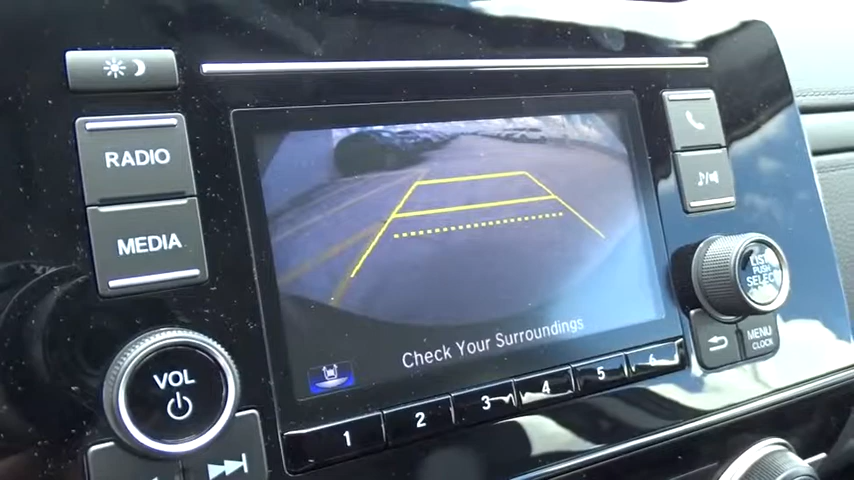 RADIO
MEDIA
VOL
Check Your Surroundings
1 2 3 4 5 6
LIST
PUSH
SELECT
MENU
CLOCK